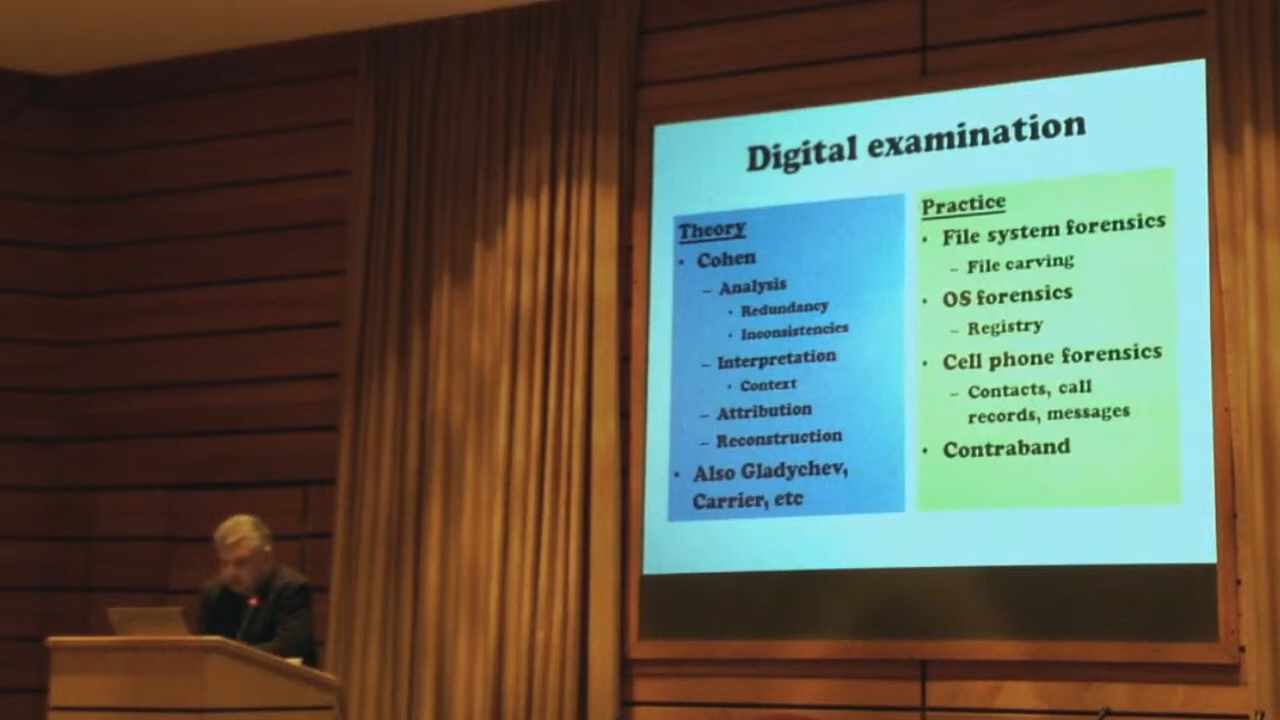 Digital examination
Theory
• Cohen
– Analysis
• Redundancy
• Inconsistencies
– Interpretation
• Context
– Attribution
– Reconstruction
• Also Gladychev,
Carrier, etc
Practice
• File system forensics
– File carving
• OS forensics
– Registry
• Cell phone forensics
– Contacts, call
records, messages
• Contraband